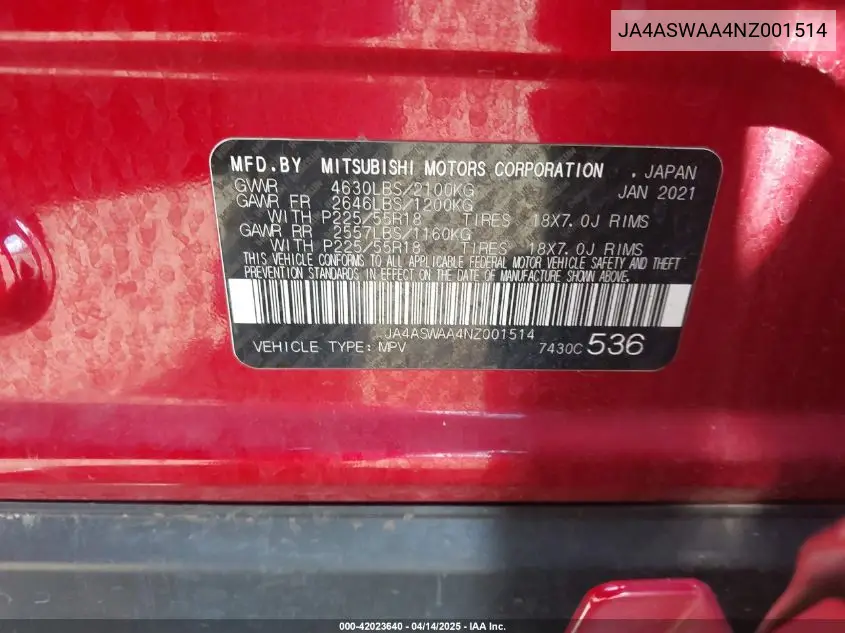 JA4ASWAA4NZ001514
MFD.BY MITSUBISHI MOTORS CORPORATION . JAPAN
GVWR 4630LBS/2100KG JAN 2021
GAWR FR 2646LBS/1200KG
WITH P225/55R18 TIRES 18X7.0J RIMS
GAWR RR 2557LBS/1160KG
WITH P225/55R18 TIRES 18X7.0J RIMS
THIS VEHICLE CONFORMS TO ALL APPLICABLE FEDERAL MOTOR VEHICLE SAFETY AND THEFT
PREVENTION STANDARDS IN EFFECT ON THE DATE OF MANUFACTURE SHOWN ABOVE.
JA4ASWAA4NZ001514
VEHICLE TYPE: MPV 7430C 536
000-42023640 - 04/14/2025 - IAA Inc.